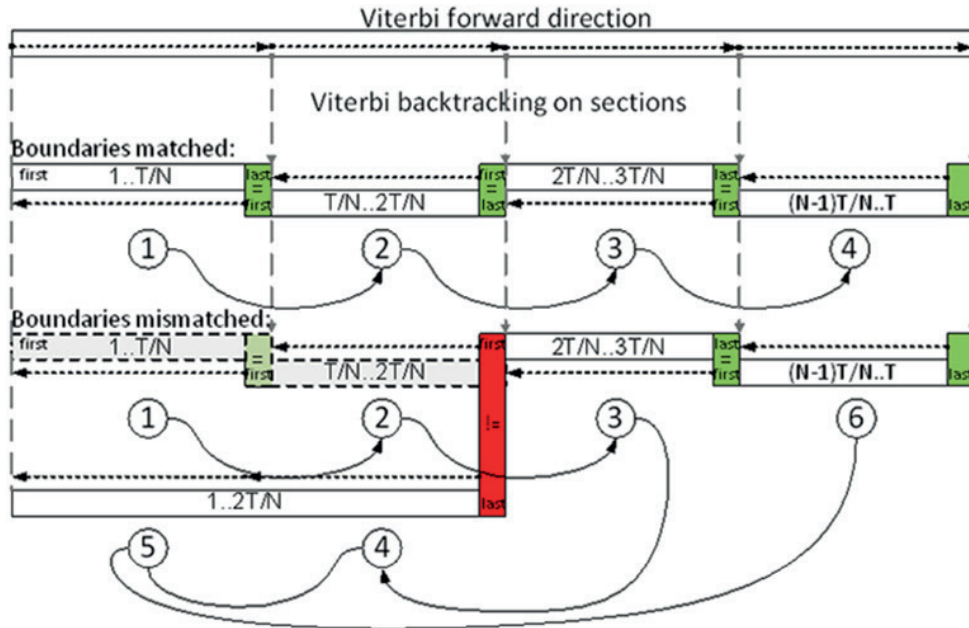 Viterbi forward direction
Viterbi backtracking on sections
Boundaries matched:
first 1..T/N last = first T/N..2T/N first = last 2T/N..3T/N last = first (N-1)T/N..T last
1 2 3 4
Boundaries mismatched:
first 1..T/N = first T/N..2T/N first != last 2T/N..3T/N last = first (N-1)T/N..T last
1 2 3 6
1..2T/N
5 4